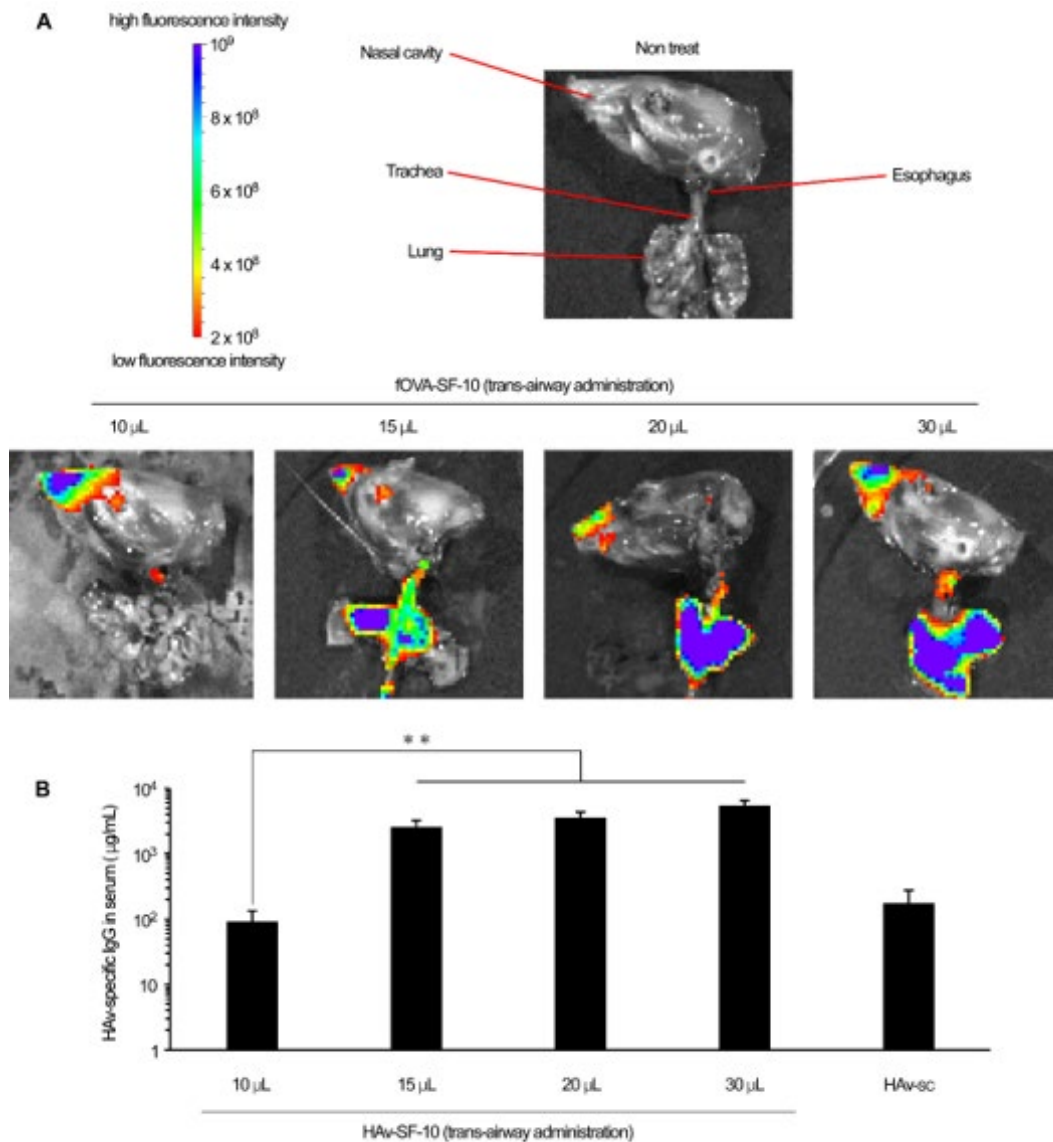 A
high fluorescence intensity
10⁹
8 x 10⁸
6 x 10⁸
4 x 10⁸
2 x 10⁸
low fluorescence intensity
Non treat
Nasal cavity
Trachea
Esophagus
Lung
fOVA-SF-10 (trans-airway administration)
10 μL 15 μL 20 μL 30 μL
B
**
HAv-specific IgG in serum ( μg/mL)
10⁴
10³
10²
10
1
10 μL 15 μL 20 μL 30 μL HAv-sc
HAv-SF-10 (trans-airway administration)